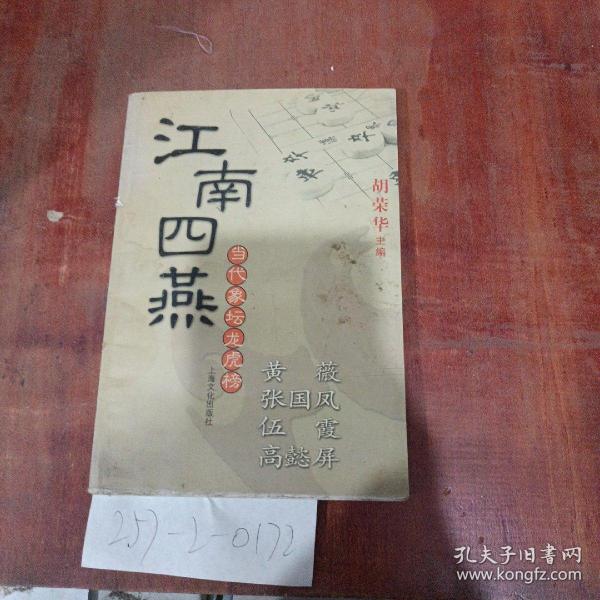 江南四燕
当代象坛龙虎榜
胡荣华主编
上海文化出版社
黄薇
张国凤
伍霞
高懿屏
257-2-0172
孔夫子旧书网
www.kongfz.com